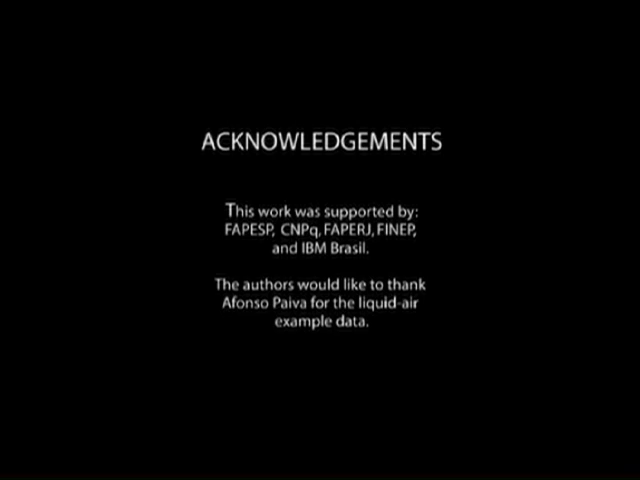 ACKNOWLEDGEMENTS
This work was supported by:
FAPESP, CNPq, FAPERJ, FINEP,
and IBM Brasil.
The authors would like to thank
Afonso Paiva for the liquid-air
example data.